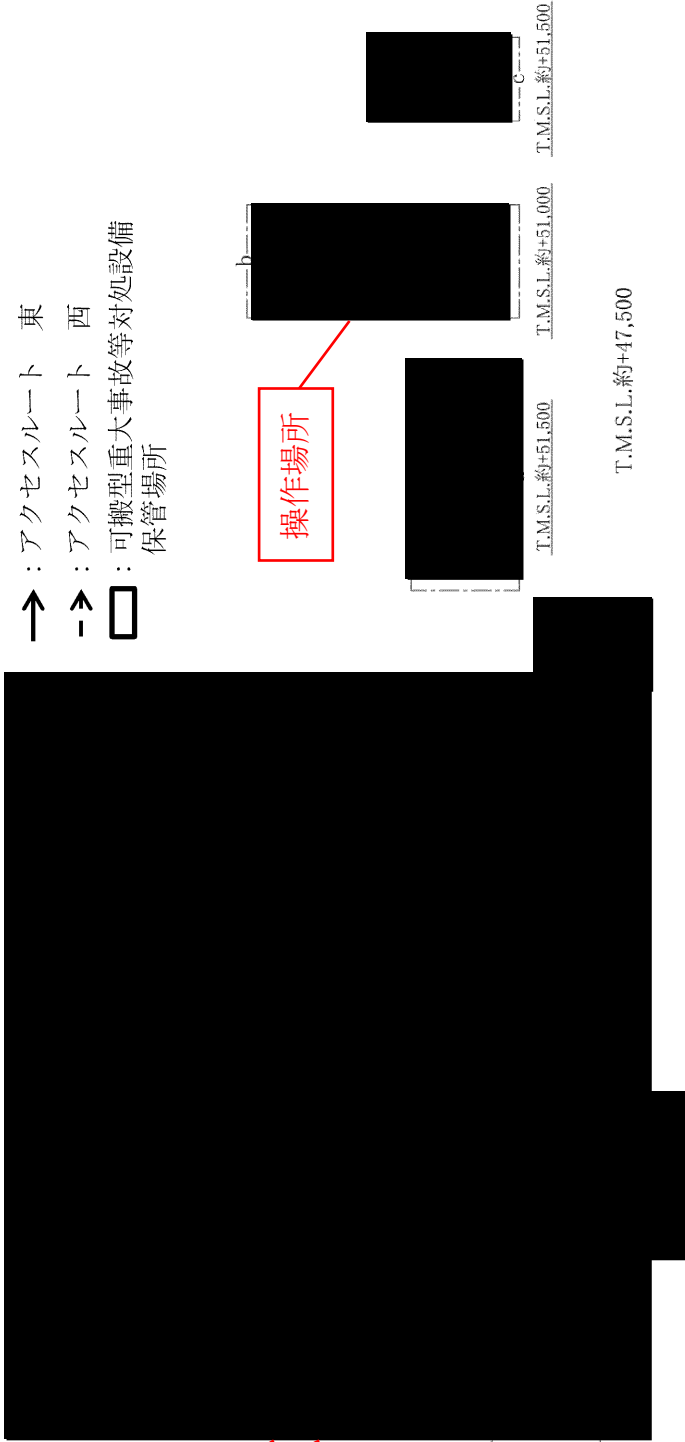 ：アクセスルート　東
：アクセスルート　西
：可搬型重大事故等対処設備
保管場所
操作場所
b
c
T.M.S.L.約+51,500
T.M.S.L.約+51,000
T.M.S.L.約+51,500
T.M.S.L.約+47,500